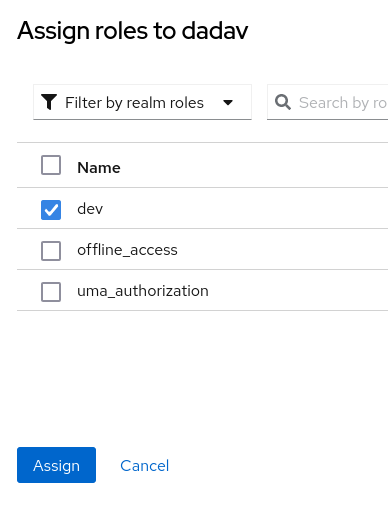 Assign roles to dadav
Filter by realm roles
Search by ro
Name
dev
offline_access
uma_authorization
Assign
Cancel